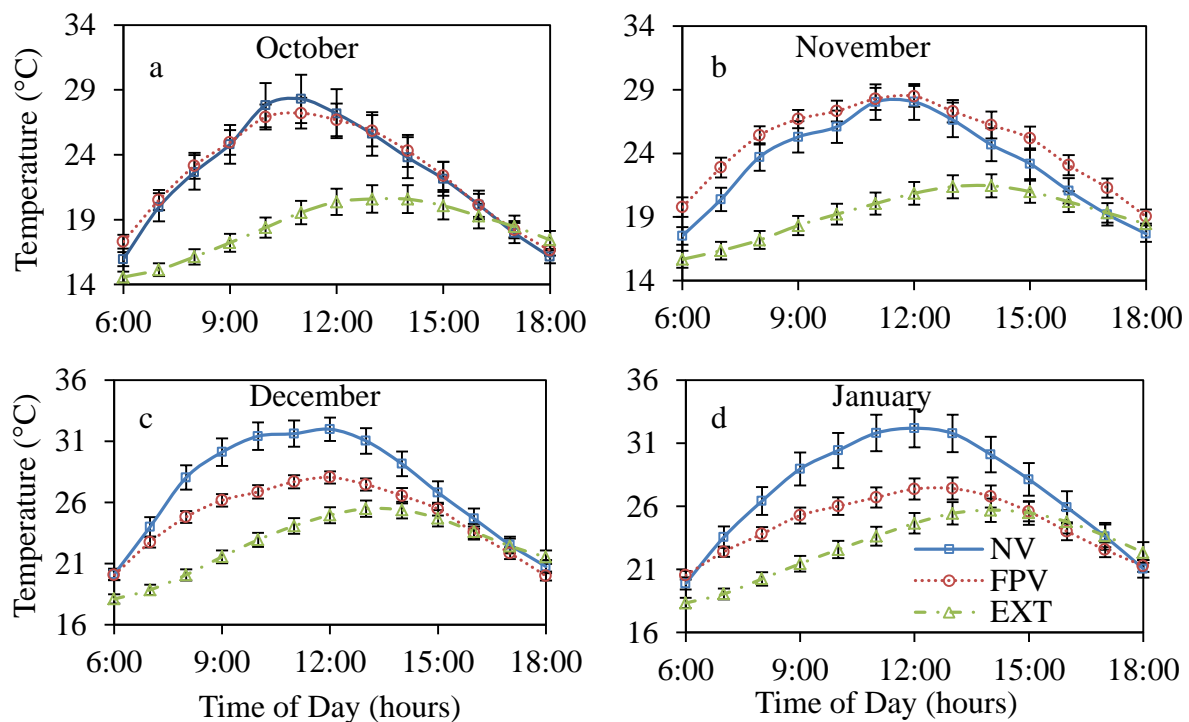 34
29
24
19
14
Temperature (°C)
a
October
6:00 9:00 12:00 15:00 18:00
34
29
24
19
14
b
November
6:00 9:00 12:00 15:00 18:00
36
31
26
21
16
Temperature (°C)
c
December
6:00 9:00 12:00 15:00 18:00
Time of Day (hours)
36
31
26
21
16
d
January
NV
FPV
EXT
6:00 9:00 12:00 15:00 18:00
Time of Day (hours)